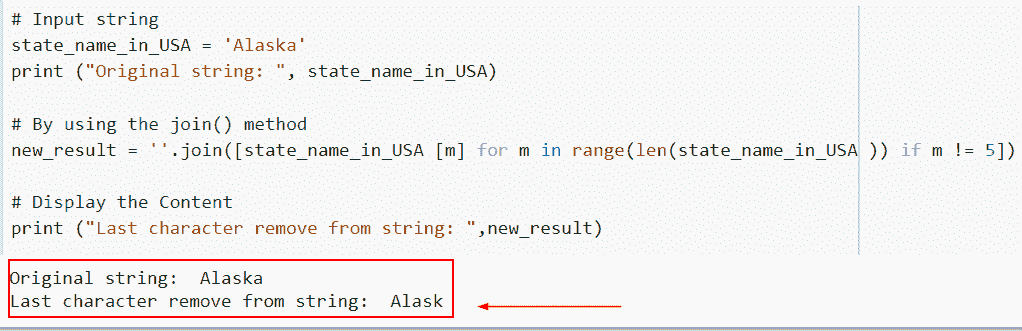 # Input string
state_name_in_USA = 'Alaska'
print ("Original string: ", state_name_in_USA)
# By using the join() method
new_result = ''.join([state_name_in_USA [m] for m in range(len(state_name_in_USA )) if m != 5])
# Display the Content
print ("Last character remove from string: ",new_result)
Original string:  Alaska
Last character remove from string:  Alask